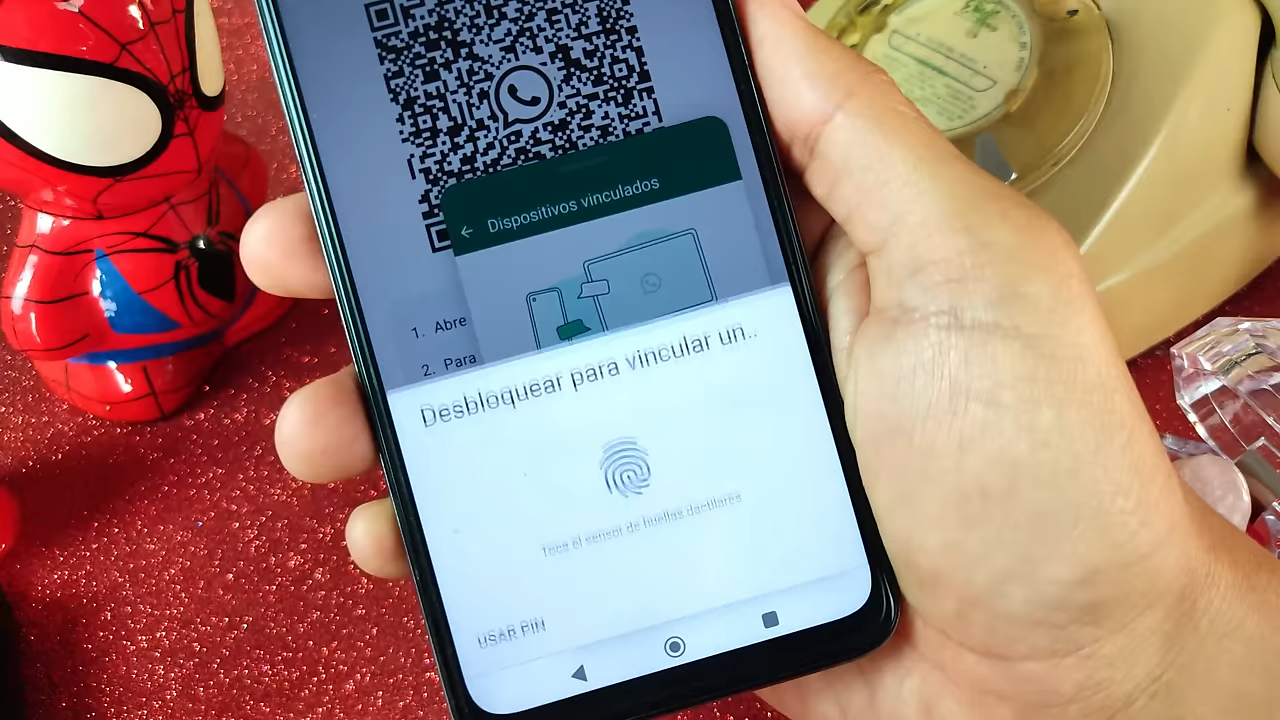 Dispositivos vinculados
1. Abre
2. Para
Desbloquear para vincular un..
Toca el sensor de huellas dactilares
USAR PIN